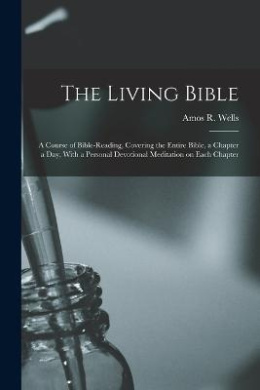 THE LIVING BIBLE
Amos R. Wells
A Course of Bible-Reading, Covering the Entire Bible, a Chapter
a Day, With a Personal Devotional Meditation on Each Chapter